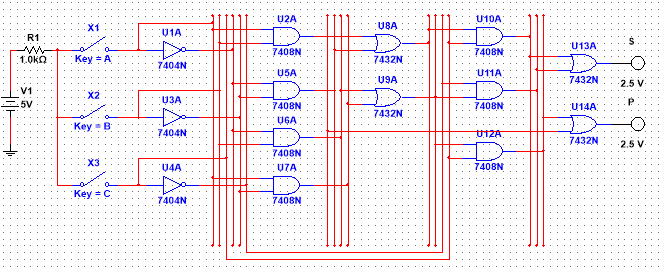 R1
1.0kΩ
V1
5V
X1
Key = A
X2
Key = B
X3
Key = C
U1A
7404N
U3A
7404N
U4A
7404N
U2A
7408N
U5A
7408N
U6A
7408N
U7A
7408N
U8A
7432N
U9A
7432N
U10A
7408N
U11A
7408N
U12A
7408N
U13A
7432N
U14A
7432N
S
2.5 V
P
2.5 V